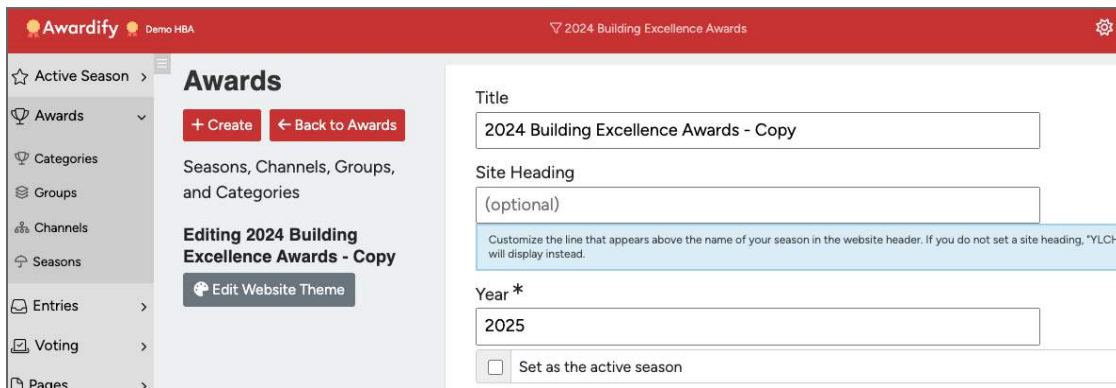 Awardify Demo HBA
2024 Building Excellence Awards
Active Season
Awards
Categories
Groups
Channels
Seasons
Entries
Voting
Pages
Awards
+ Create
← Back to Awards
Seasons, Channels, Groups,
and Categories
Editing 2024 Building
Excellence Awards - Copy
Edit Website Theme
Title
2024 Building Excellence Awards - Copy
Site Heading
(optional)
Customize the line that appears above the name of your season in the website header. If you do not set a site heading, "YLCH
will display instead.
Year *
2025
Set as the active season